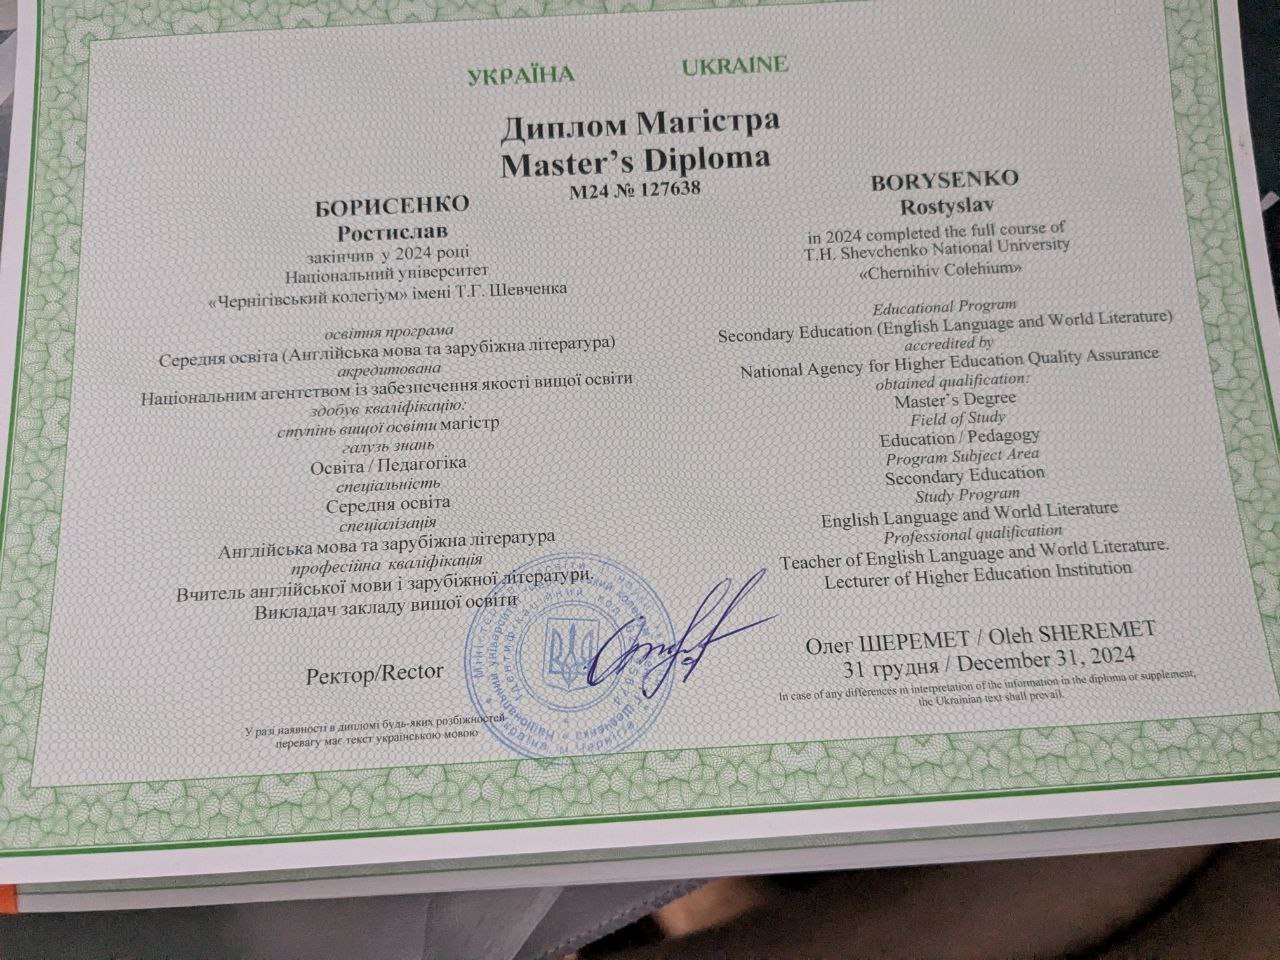 УКРАЇНА
UKRAINE
Диплом Магістра
Master's Diploma
М24 № 127638
БОРИСЕНКО
Ростислав
закінчив у 2024 році
Національний університет
«Чернігівський колегіум» імені Т.Г. Шевченка
освітня програма
Середня освіта (Англійська мова та зарубіжна література)
акредитована
Національним агентством із забезпечення якості вищої освіти
здобув кваліфікацію:
ступінь вищої освіти магістр
галузь знань
Освіта / Педагогіка
спеціальність
Середня освіта
спеціалізація
Англійська мова та зарубіжна література
професійна кваліфікація
Вчитель англійської мови і зарубіжної літератури.
Викладач закладу вищої освіти
Ректор/Rector
У разі наявності в дипломі будь-яких розбіжностей
перевагу має текст українською мовою
BORYSENKO
Rostyslav
in 2024 completed the full course of
T.H. Shevchenko National University
«Chernihiv Colehium»
Educational Program
Secondary Education (English Language and World Literature)
accredited by
National Agency for Higher Education Quality Assurance
obtained qualification:
Master's Degree
Field of Study
Education / Pedagogy
Program Subject Area
Secondary Education
Study Program
English Language and World Literature
Professional qualification
Teacher of English Language and World Literature.
Lecturer of Higher Education Institution
Олег ШЕРЕМЕТ / Oleh SHEREMET
31 грудня / December 31, 2024
In case of any differences in interpretation of the information in the diploma or supplement,
the Ukrainian text shall prevail.